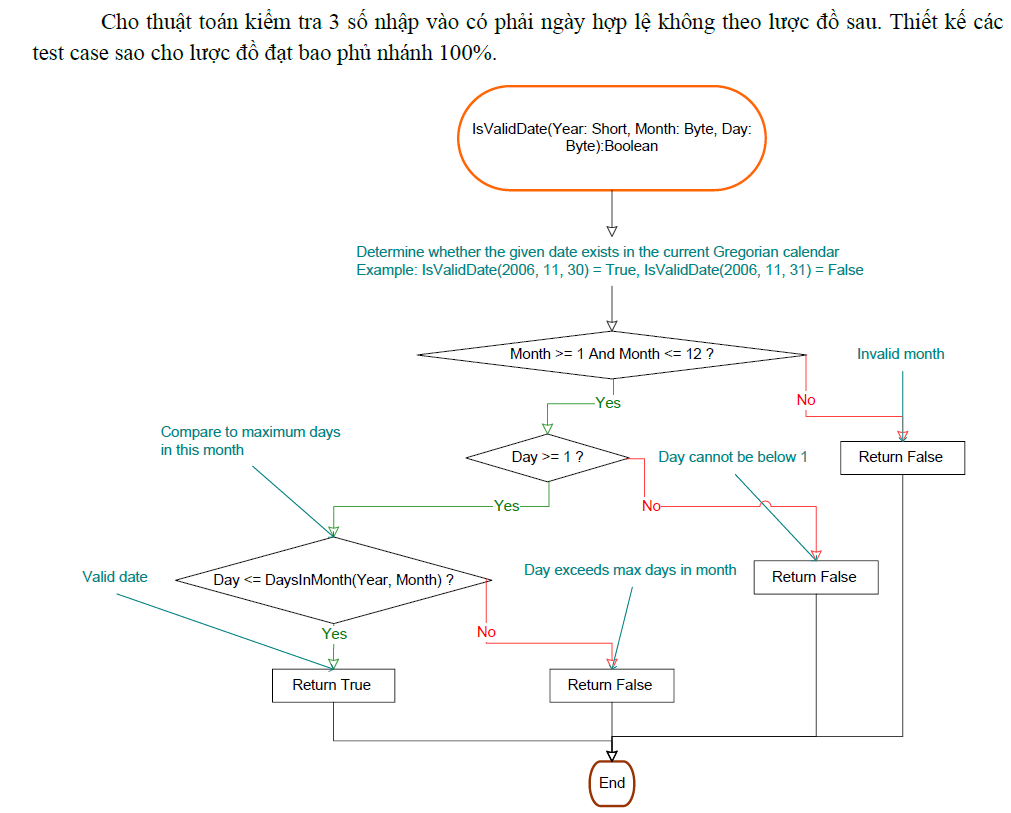 Cho thuật toán kiểm tra 3 số nhập vào có phải ngày hợp lệ không theo lược đồ sau. Thiết kế các
test case sao cho lược đồ đạt bao phủ nhánh 100%.
IsValidDate(Year: Short, Month: Byte, Day:
Byte):Boolean
Determine whether the given date exists in the current Gregorian calendar
Example: IsValidDate(2006, 11, 30) = True, IsValidDate(2006, 11, 31) = False
Month >= 1 And Month <= 12 ?
Invalid month
Yes
No
Compare to maximum days
in this month
Day >= 1 ?
Day cannot be below 1
Return False
Yes
No
Valid date
Day <= DaysInMonth(Year, Month) ?
Day exceeds max days in month
Return False
Yes
No
Return True
Return False
End